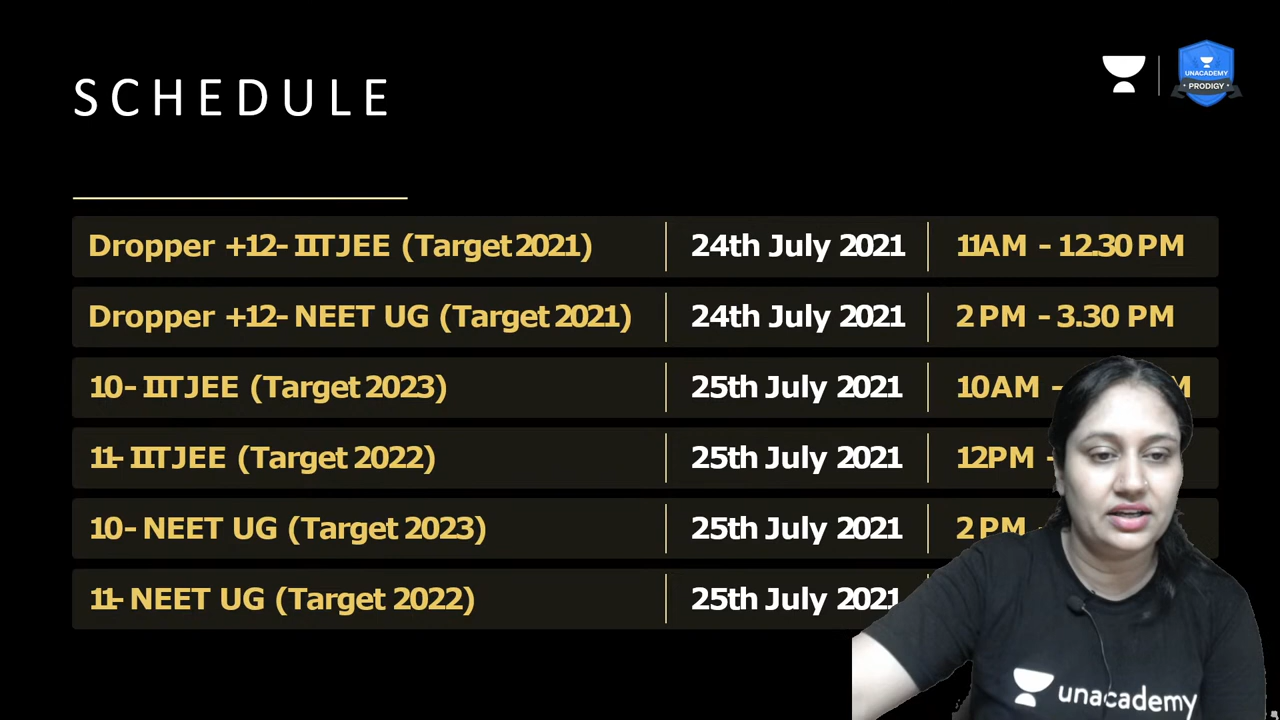 SCHEDULE
UNACADEMY
PRODIGY
Dropper +12- IITJEE (Target 2021) 24th July 2021 11AM - 12.30 PM
Dropper +12- NEET UG (Target 2021) 24th July 2021 2 PM - 3.30 PM
10- IITJEE (Target 2023) 25th July 2021 10AM -
11- IITJEE (Target 2022) 25th July 2021 12PM -
10- NEET UG (Target 2023) 25th July 2021 2 PM -
11- NEET UG (Target 2022) 25th July 2021
unacademy